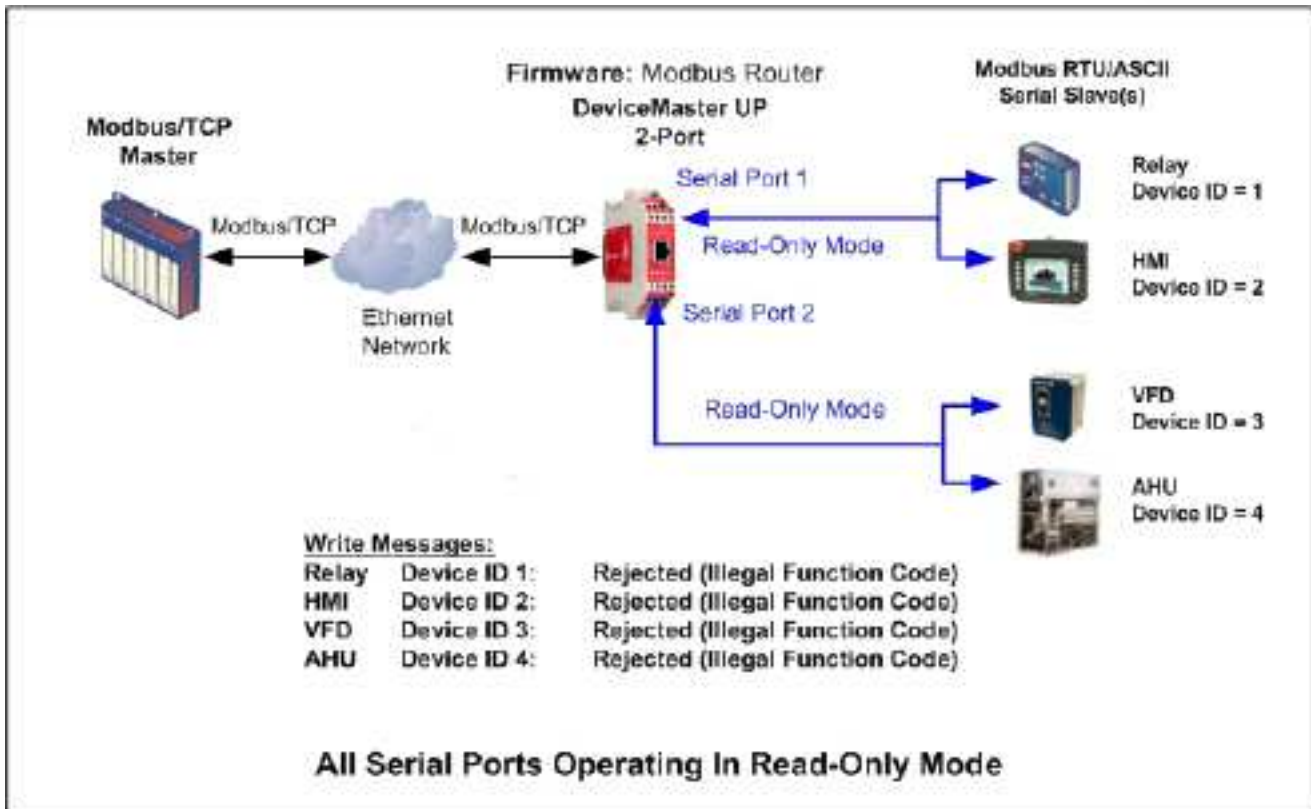 Firmware: Modbus Router
DeviceMaster UP
2-Port
Modbus RTU/ASCII
Serial Slave(s)
Modbus/TCP
Master
Modbus/TCP
Modbus/TCP
Ethernet
Network
Serial Port 1
Read-Only Mode
Serial Port 2
Read-Only Mode
Relay
Device ID = 1
HMI
Device ID = 2
VFD
Device ID = 3
AHU
Device ID = 4
Write Messages:
Relay Device ID 1: Rejected (Illegal Function Code)
HMI Device ID 2: Rejected (Illegal Function Code)
VFD Device ID 3: Rejected (Illegal Function Code)
AHU Device ID 4: Rejected (Illegal Function Code)
All Serial Ports Operating In Read-Only Mode